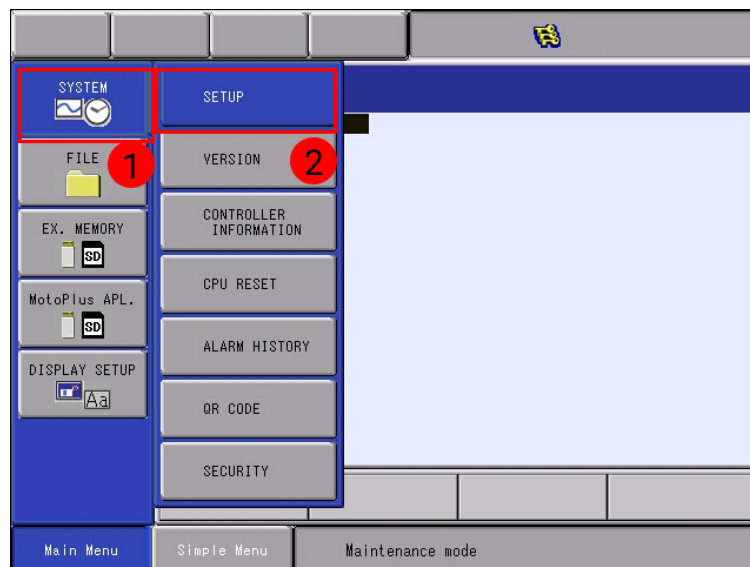 SYSTEM
FILE
1
EX. MEMORY
SD
MotoPlus APL.
SD
DISPLAY SETUP
Aa
SETUP
VERSION
2
CONTROLLER
INFORMATION
CPU RESET
ALARM HISTORY
QR CODE
SECURITY
Main Menu
Simple Menu
Maintenance mode